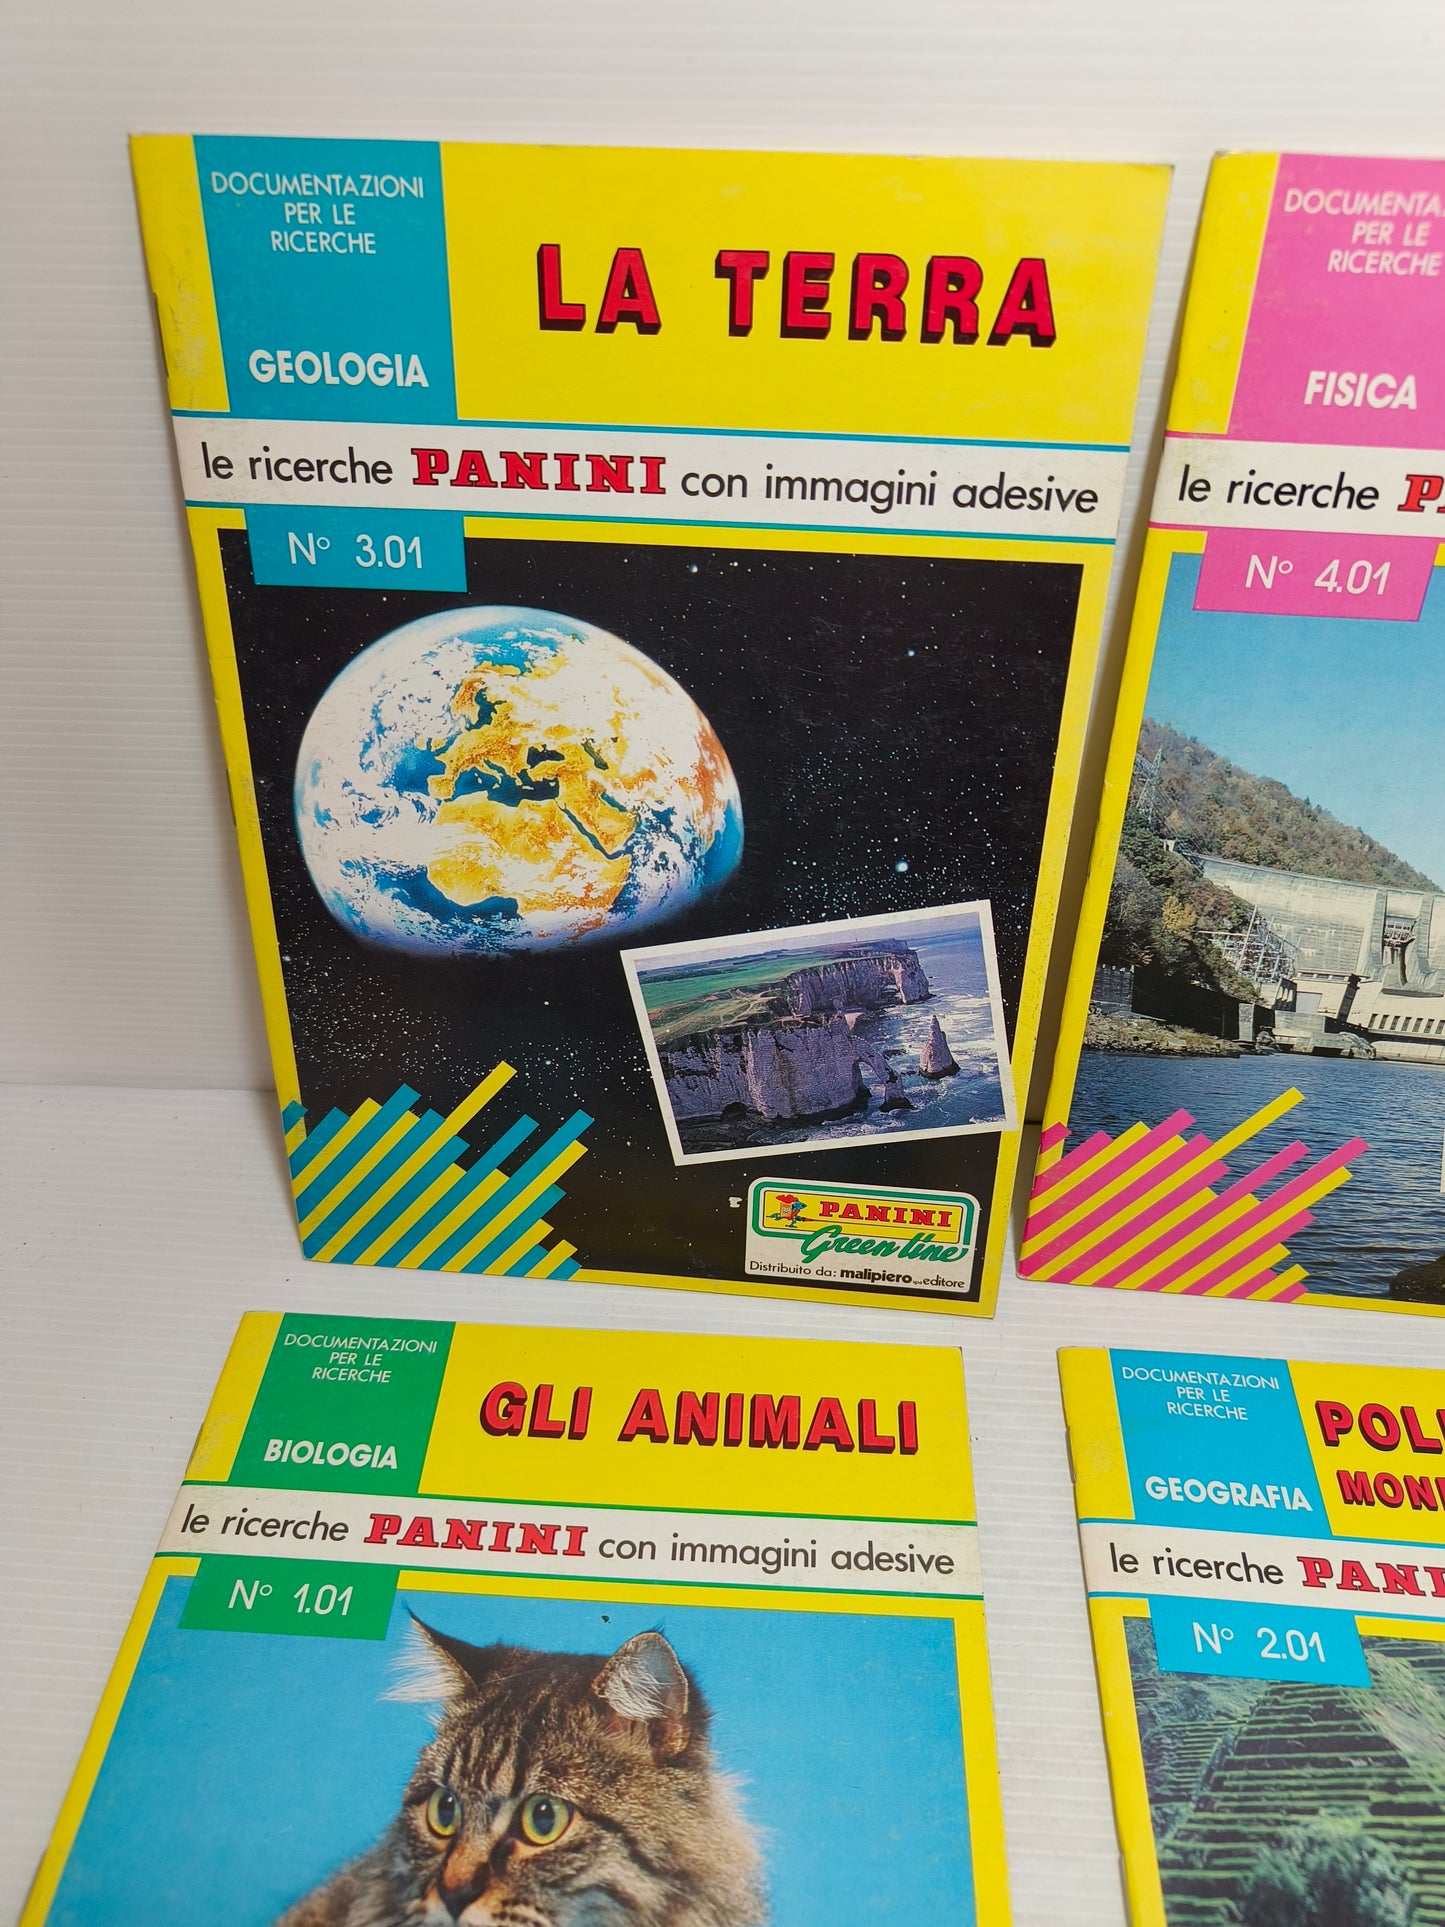 DOCUMENTAZIONI
PER LE
RICERCHE
GEOLOGIA
LA TERRA
le ricerche PANINI con immagini adesive
N° 3.01
PANINI
Green line
Distribuito da: malipiero spa editore
PER LE
RICERCHE
FISICA
le ricerche
N° 4.01
DOCUMENTAZIONI
PER LE
RICERCHE
BIOLOGIA
GLI ANIMALI
le ricerche PANINI con immagini adesive
N° 1.01
DOCUMENTAZIONI
PER LE
RICERCHE
GEOGRAFIA
le ricerche
N° 2.01